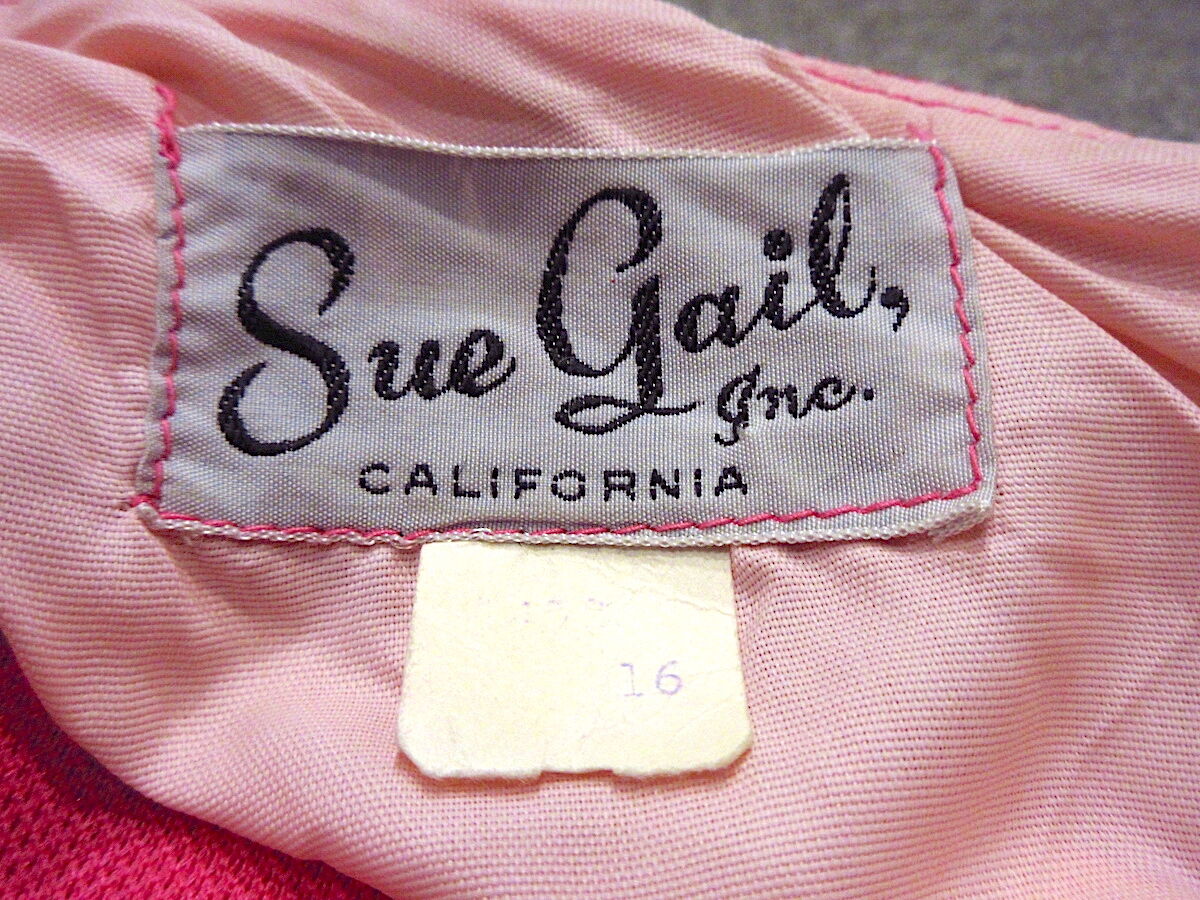 Sue Gail,
Inc.
CALIFORNIA
16